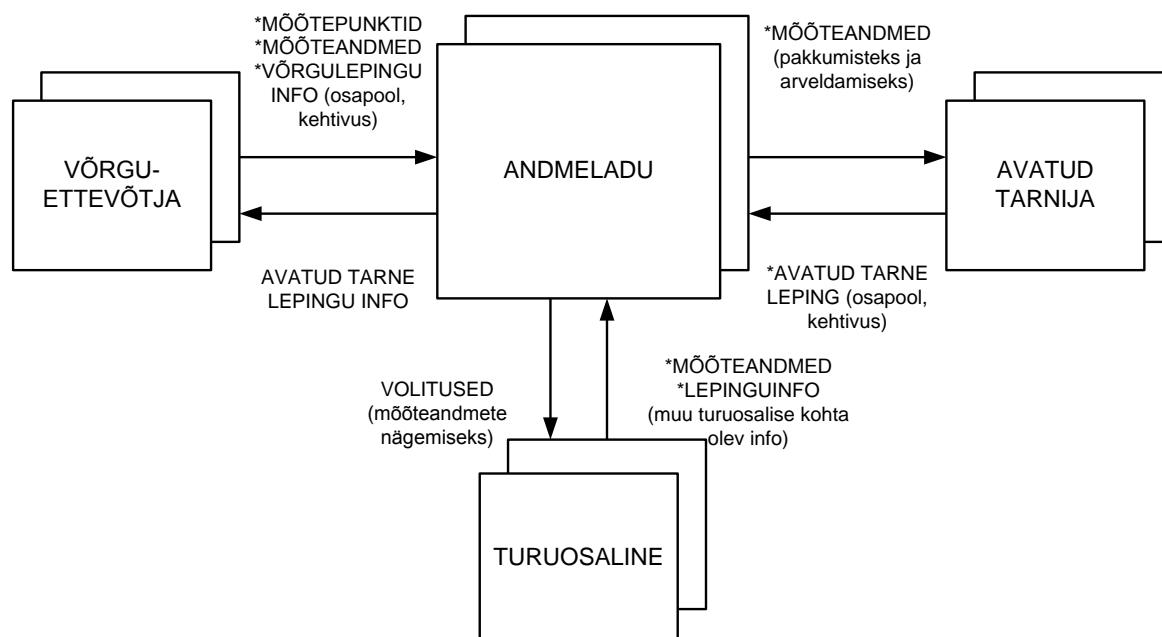 *MÕÕTEPUNKTID
*MÕÕTEANDMED
*VÕRGULEPINGU
INFO (osapool,
kehtivus)
*MÕÕTEANDMED
(pakkumisteks ja
arveldamiseks)
VÕRGU-
ETTEVÕTJA
ANDMELADU
AVATUD
TARNIJA
AVATUD TARNE
LEPINGU INFO
*AVATUD TARNE
LEPING (osapool,
kehtivus)
VOLITUSED
(mõõteandmete
nägemiseks)
*MÕÕTEANDMED
*LEPINGUINFO
(muu turuosalise kohta
olev info)
TURUOSALINE